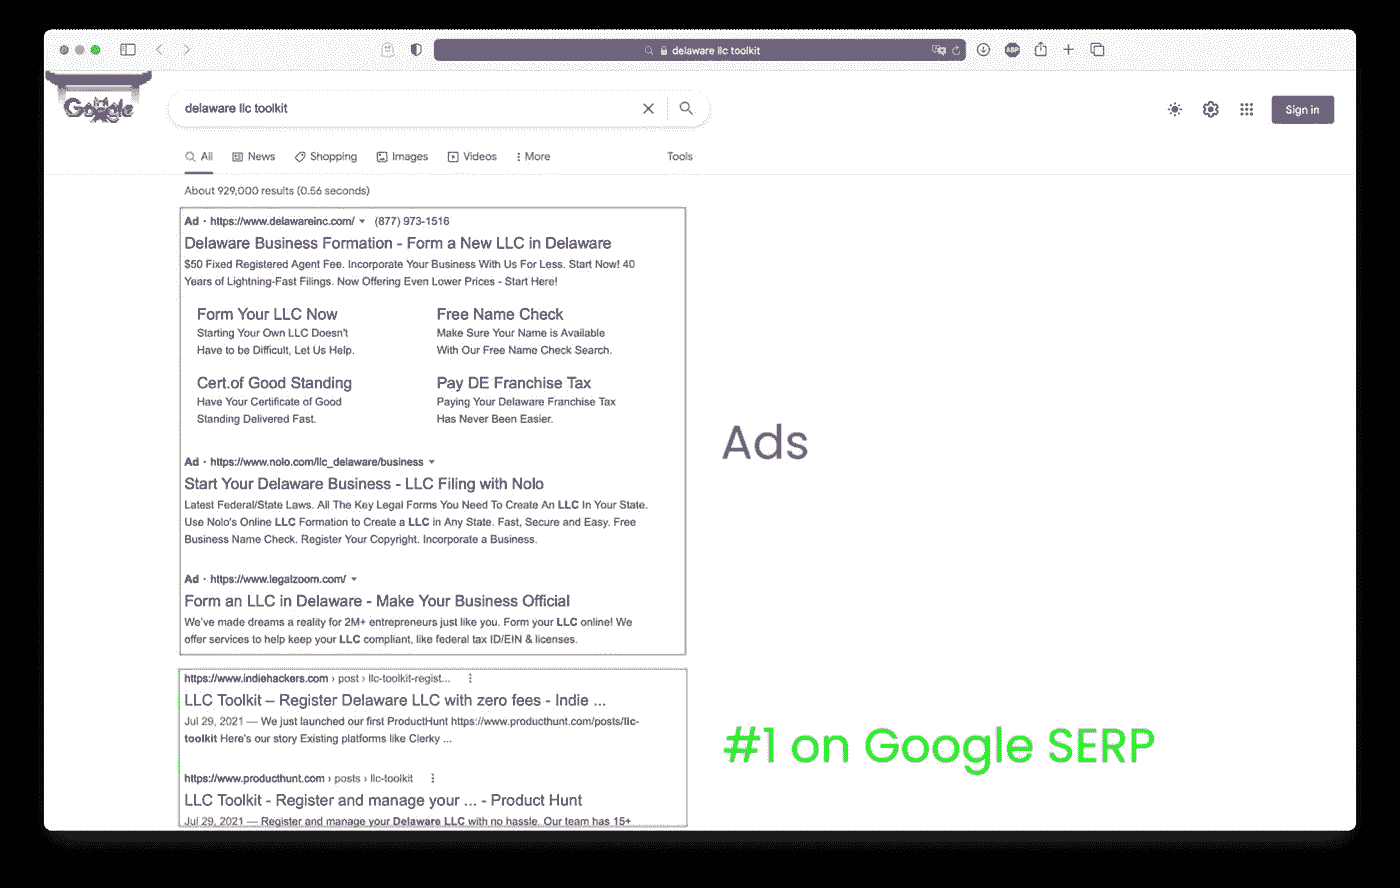 delaware llc toolkit
ABP
Google
delaware llc toolkit
Sign in
All News Shopping Images Videos More Tools
About 929,000 results (0.56 seconds)
Ad · https://www.delawareinc.com/ (877) 973-1516
Delaware Business Formation - Form a New LLC in Delaware
$50 Fixed Registered Agent Fee. Incorporate Your Business With Us For Less. Start Now! 40
Years of Lightning-Fast Filings. Now Offering Even Lower Prices - Start Here!
Form Your LLC Now
Starting Your Own LLC Doesn't
Have to be Difficult, Let Us Help.
Free Name Check
Make Sure Your Name is Available
With Our Free Name Check Search.
Cert.of Good Standing
Have Your Certificate of Good
Standing Delivered Fast.
Pay DE Franchise Tax
Paying Your Delaware Franchise Tax
Has Never Been Easier.
Ad · https://www.nolo.com/llc_delaware/business
Start Your Delaware Business - LLC Filing with Nolo
Latest Federal/State Laws. All The Key Legal Forms You Need To Create An LLC In Your State.
Use Nolo's Online LLC Formation to Create a LLC in Any State. Fast, Secure and Easy. Free
Business Name Check. Register Your Copyright. Incorporate a Business.
Ad · https://www.legalzoom.com/
Form an LLC in Delaware - Make Your Business Official
We've made dreams a reality for 2M+ entrepreneurs just like you. Form your LLC online! We
offer services to help keep your LLC compliant, like federal tax ID/EIN & licenses.
Ads
https://www.indiehackers.com › post › llc-toolkit-regist...
LLC Toolkit – Register Delaware LLC with zero fees - Indie ...
Jul 29, 2021 — We just launched our first ProductHunt https://www.producthunt.com/posts/llc-
toolkit Here's our story Existing platforms like Clerky ...
#1 on Google SERP
https://www.producthunt.com › posts › llc-toolkit
LLC Toolkit - Register and manage your ... - Product Hunt
Jul 29, 2021 — Register and manage your Delaware LLC with no hassle. Our team has 15+